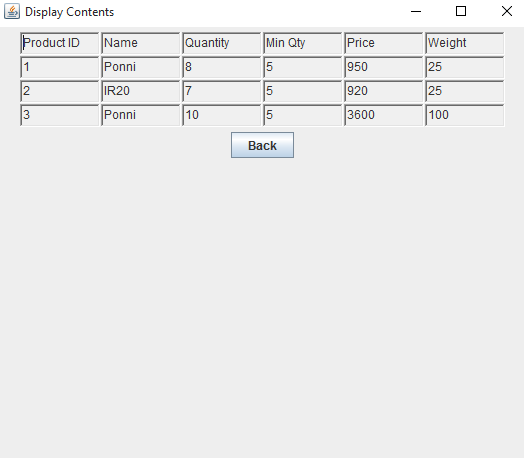 Display Contents
Product ID Name Quantity Min Qty Price Weight
1 Ponni 8 5 950 25
2 IR20 7 5 920 25
3 Ponni 10 5 3600 100
Back